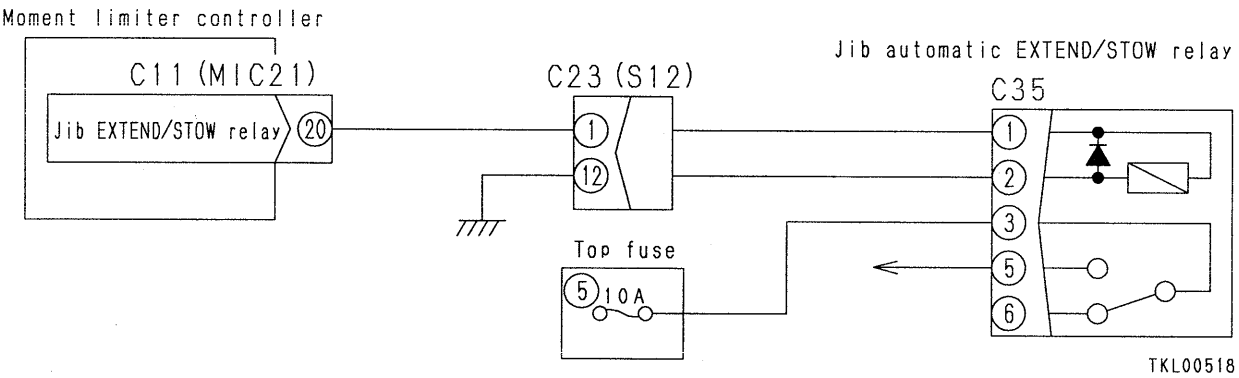 Moment limiter controller
Jib automatic EXTEND/STOW relay
C11 (MIC21)
C23 (S12)
C35
Jib EXTEND/STOW relay
20
1
12
1
2
3
5
6
Top fuse
5
10A
TKL00518